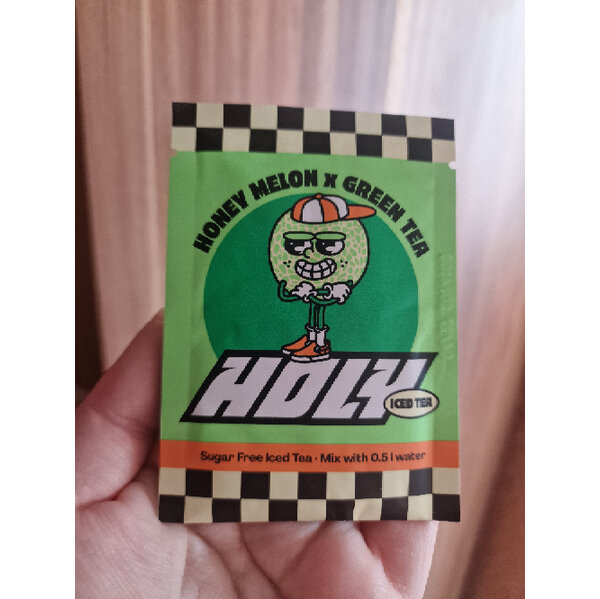 HONEY MELON X GREEN TEA
HOLY
ICED TEA
Sugar Free Iced Tea · Mix with 0.5 l water